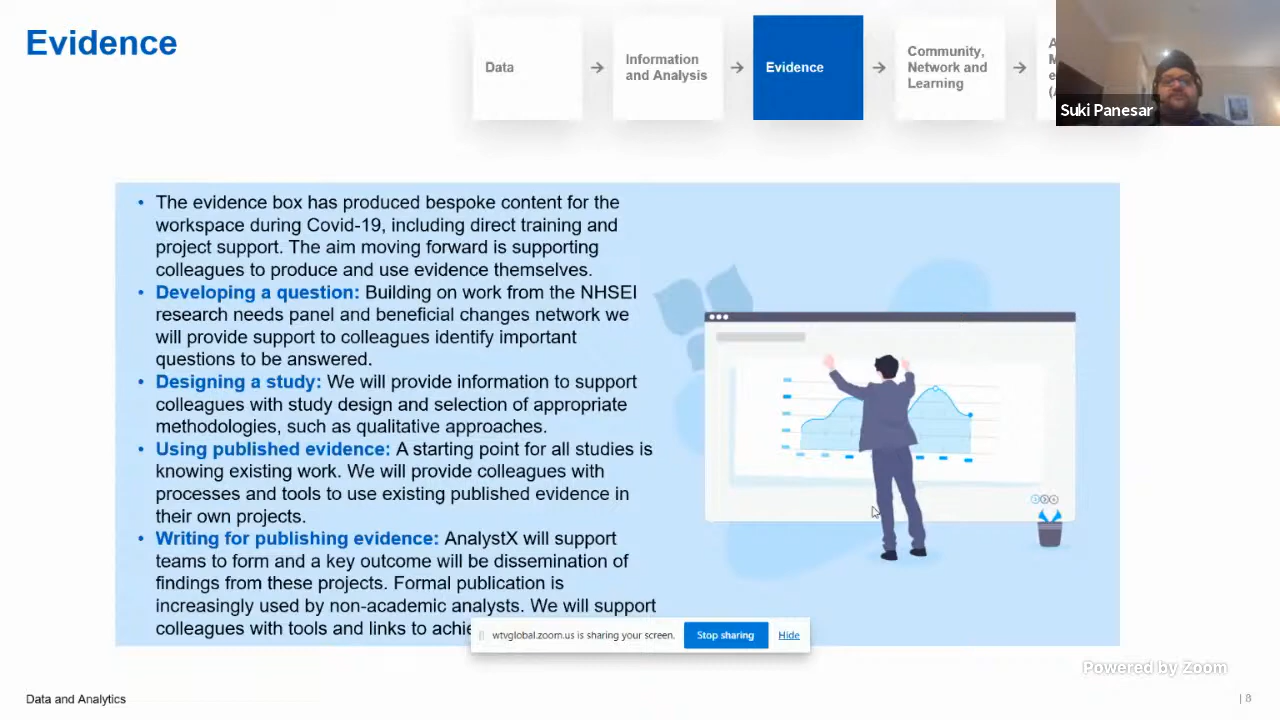 Evidence
Data
Information
and Analysis
Evidence
Community,
Network and
Learning
A
M
e
(
Suki Panesar
• The evidence box has produced bespoke content for the
workspace during Covid-19, including direct training and
project support. The aim moving forward is supporting
colleagues to produce and use evidence themselves.
• Developing a question: Building on work from the NHSEI
research needs panel and beneficial changes network we
will provide support to colleagues identify important
questions to be answered.
• Designing a study: We will provide information to support
colleagues with study design and selection of appropriate
methodologies, such as qualitative approaches.
• Using published evidence: A starting point for all studies is
knowing existing work. We will provide colleagues with
processes and tools to use existing published evidence in
their own projects.
• Writing for publishing evidence: AnalystX will support
teams to form and a key outcome will be dissemination of
findings from these projects. Formal publication is
increasingly used by non-academic analysts. We will support
colleagues with tools and links to achie
wtvglobal.zoom.us is sharing your screen.
Stop sharing
Hide
Powered by Zoom
Data and Analytics
| 8